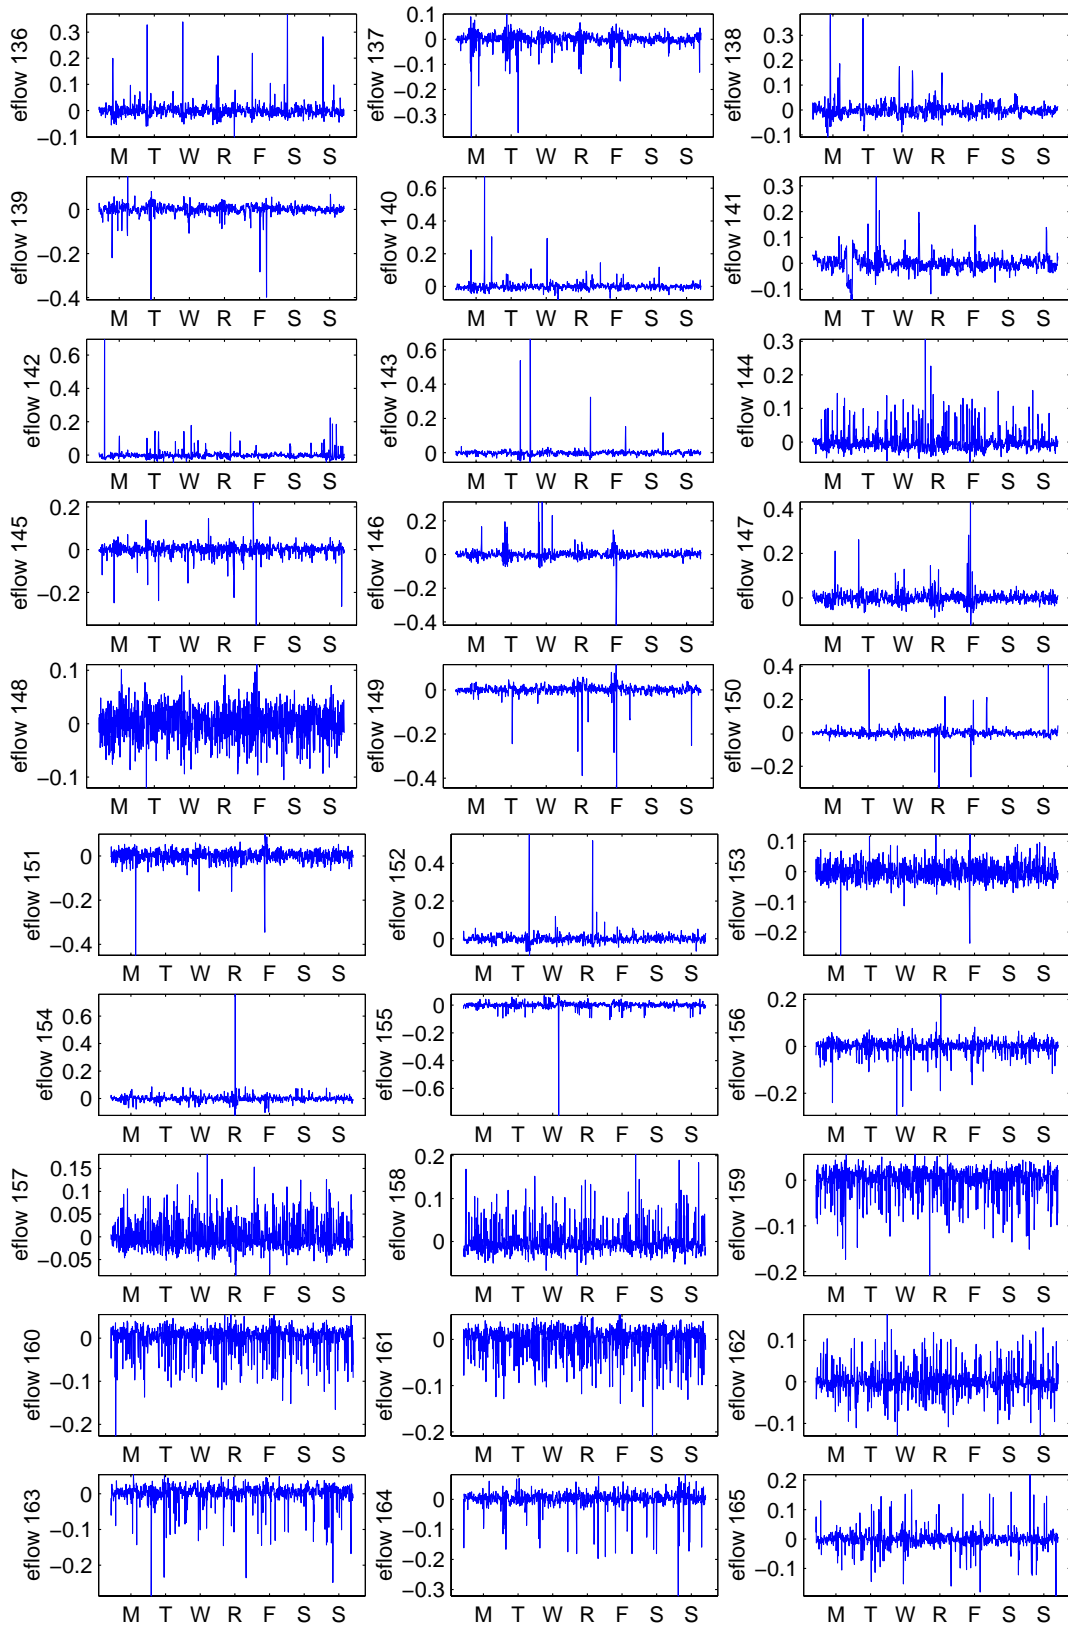 eflow 136
0.3
0.2
0.1
0
−0.1
M T W R F S S
eflow 137
0.1
0
−0.1
−0.2
−0.3
M T W R F S S
eflow 138
0.3
0.2
0.1
0
−0.1
M T W R F S S
eflow 139
0
−0.2
−0.4
M T W R F S S
eflow 140
0.6
0.4
0.2
0
M T W R F S S
eflow 141
0.3
0.2
0.1
0
−0.1
M T W R F S S
eflow 142
0.6
0.4
0.2
0
M T W R F S S
eflow 143
0.6
0.4
0.2
0
M T W R F S S
eflow 144
0.3
0.2
0.1
0
M T W R F S S
eflow 145
0.2
0
−0.2
M T W R F S S
eflow 146
0.2
0
−0.2
−0.4
M T W R F S S
eflow 147
0.4
0.2
0
M T W R F S S
eflow 148
0.1
0
−0.1
M T W R F S S
eflow 149
0
−0.2
−0.4
M T W R F S S
eflow 150
0.4
0.2
0
−0.2
M T W R F S S
eflow 151
0
−0.2
−0.4
M T W R F S S
eflow 152
0.4
0.2
0
M T W R F S S
eflow 153
0.1
0
−0.1
−0.2
M T W R F S S
eflow 154
0.6
0.4
0.2
0
M T W R F S S
eflow 155
0
−0.2
−0.4
−0.6
M T W R F S S
eflow 156
0.2
0
−0.2
M T W R F S S
eflow 157
0.15
0.1
0.05
0
−0.05
M T W R F S S
eflow 158
0.2
0.1
0
M T W R F S S
eflow 159
0
−0.1
−0.2
M T W R F S S
eflow 160
0
−0.1
−0.2
M T W R F S S
eflow 161
0
−0.1
−0.2
M T W R F S S
eflow 162
0.1
0
−0.1
M T W R F S S
eflow 163
0
−0.1
−0.2
M T W R F S S
eflow 164
0
−0.1
−0.2
−0.3
M T W R F S S
eflow 165
0.2
0.1
0
−0.1
M T W R F S S